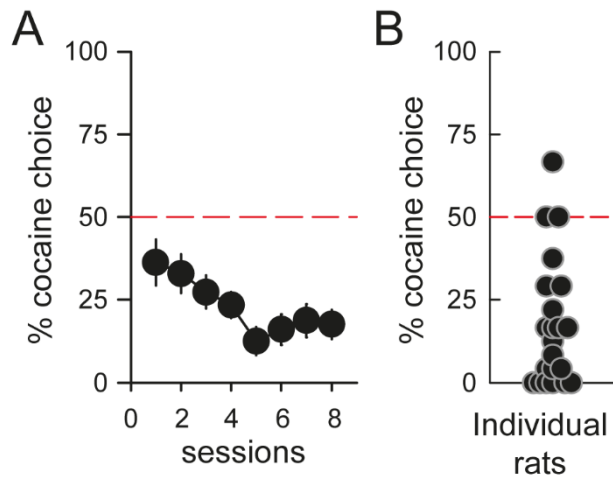 A
% cocaine choice
100
75
50
25
0
0 2 4 6 8
sessions
B
% cocaine choice
100
75
50
25
0
Individual
rats